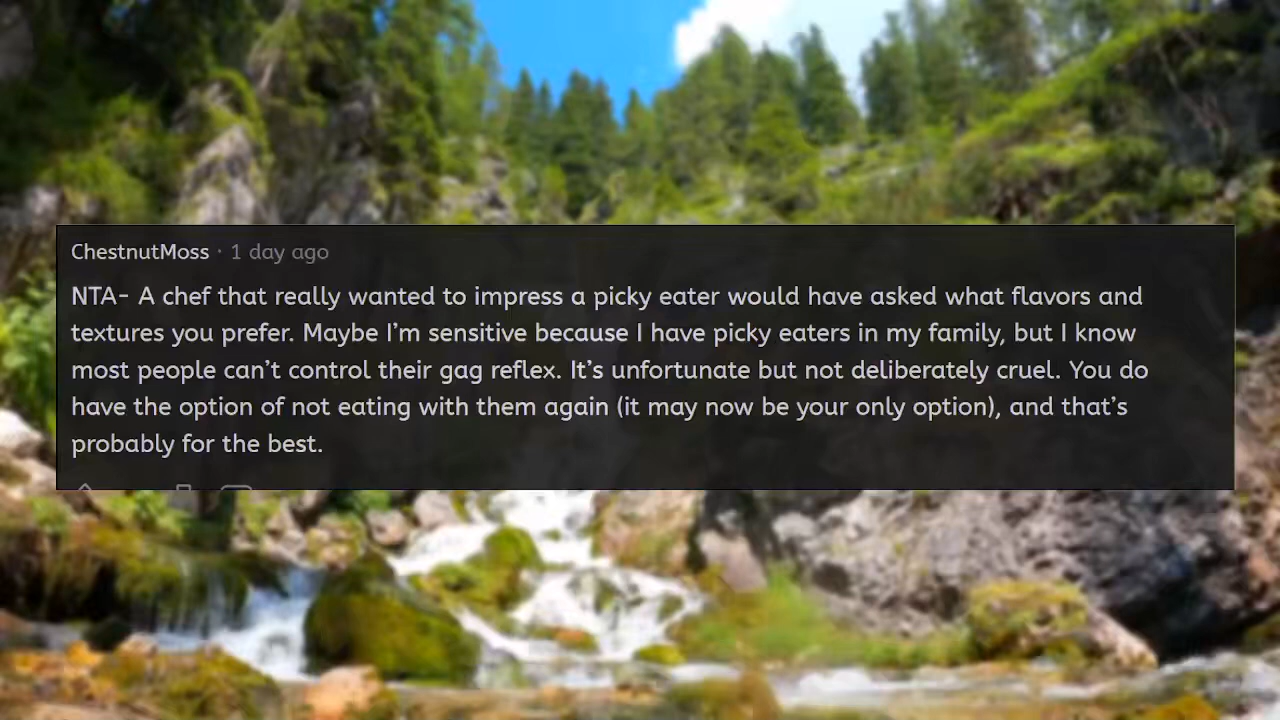 ChestnutMoss · 1 day ago
NTA- A chef that really wanted to impress a picky eater would have asked what flavors and
textures you prefer. Maybe I’m sensitive because I have picky eaters in my family, but I know
most people can’t control their gag reflex. It’s unfortunate but not deliberately cruel. You do
have the option of not eating with them again (it may now be your only option), and that’s
probably for the best.